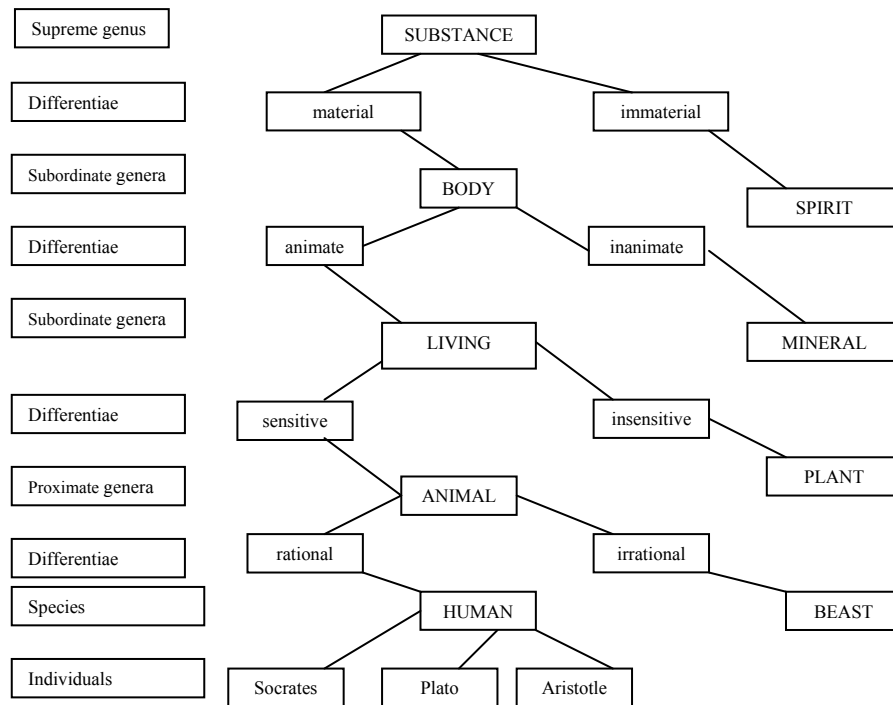 Supreme genus
SUBSTANCE
Differentiae
material
immaterial
Subordinate genera
BODY
SPIRIT
Differentiae
animate
inanimate
Subordinate genera
LIVING
MINERAL
Differentiae
sensitive
insensitive
Proximate genera
ANIMAL
PLANT
Differentiae
rational
irrational
Species
HUMAN
BEAST
Individuals
Socrates
Plato
Aristotle